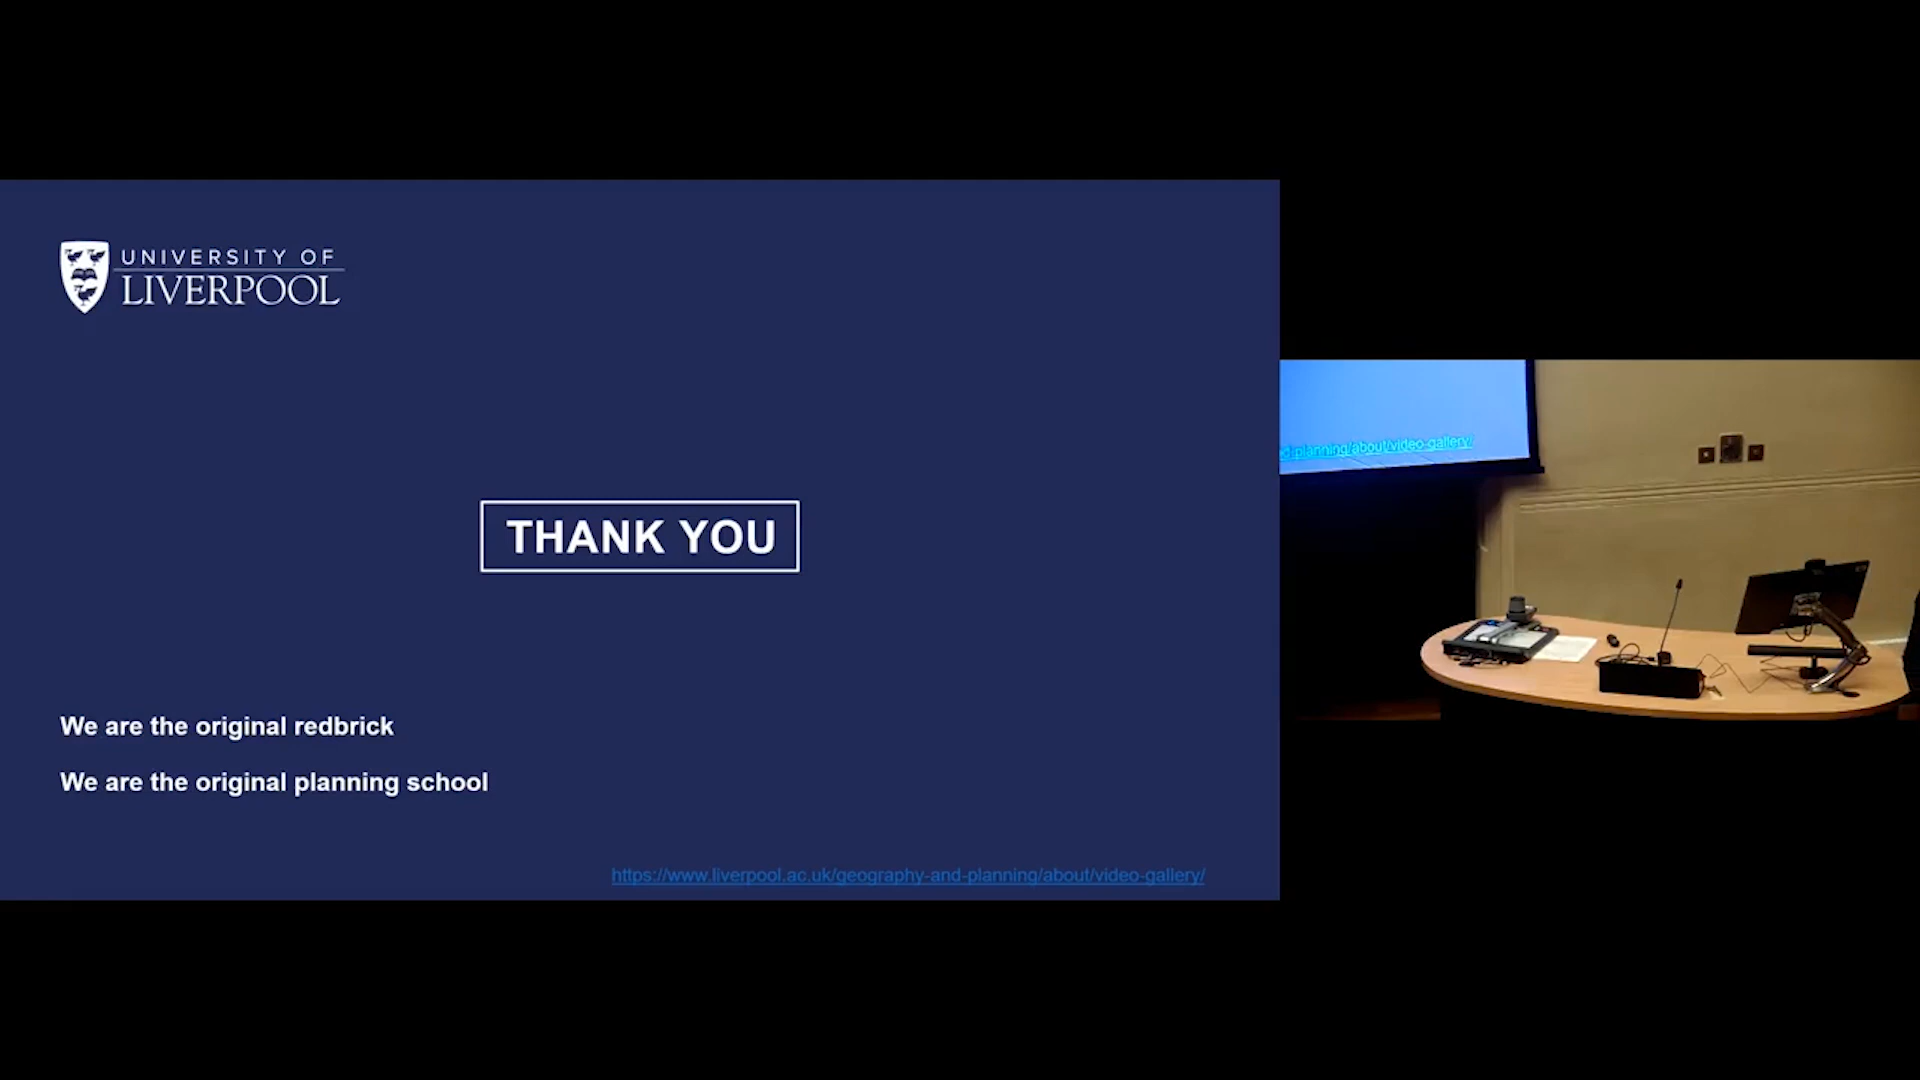 UNIVERSITY OF
LIVERPOOL
THANK YOU
We are the original redbrick
We are the original planning school
https://www.liverpool.ac.uk/geography-and-planning/about/video-gallery/
d-planning/about/video-gallery/